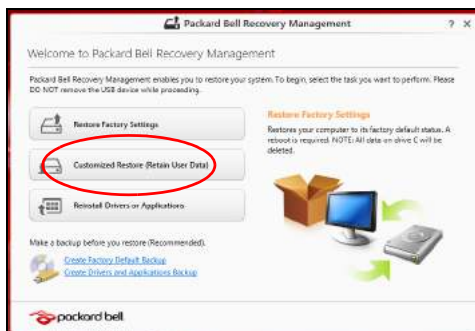 Packard Bell Recovery Management
? X
Welcome to Packard Bell Recovery Management
Packard Bell Recovery Management enables you to restore your system. To begin, select the task you want to perform. Please
DO NOT remove the USB device while proceeding.
Restore Factory Settings
Customized Restore (Retain User Data)
Reinstall Drivers or Applications
Restore Factory Settings
Restores your computer to its factory default status. A
reboot is required. NOTE: All data on drive C will be
deleted.
Make a backup before you restore (Recommended).
Create Factory Default Backup
Create Drivers and Applications Backup
packard bell